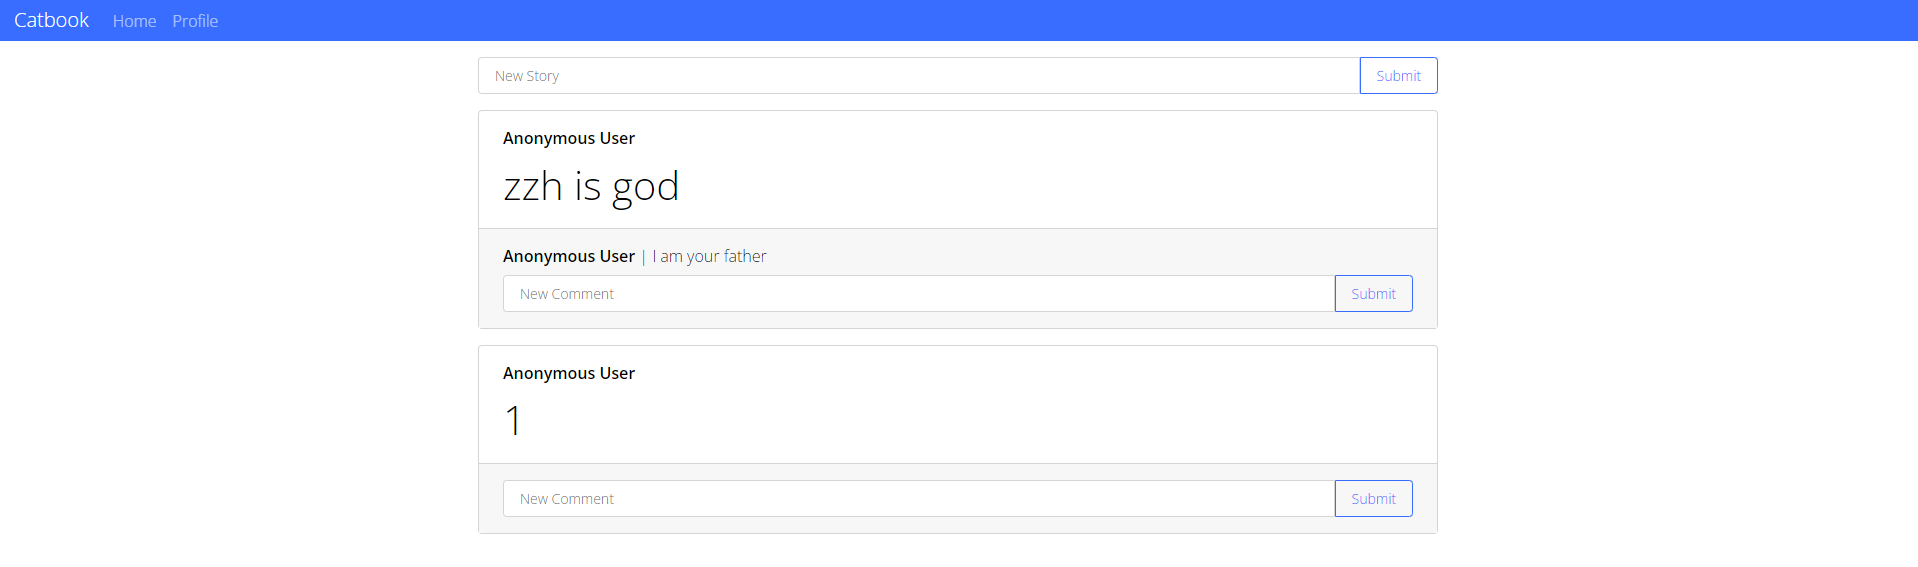 Catbook Home Profile
New Story Submit
Anonymous User
zzh is god
Anonymous User | I am your father
New Comment Submit
Anonymous User
1
New Comment Submit